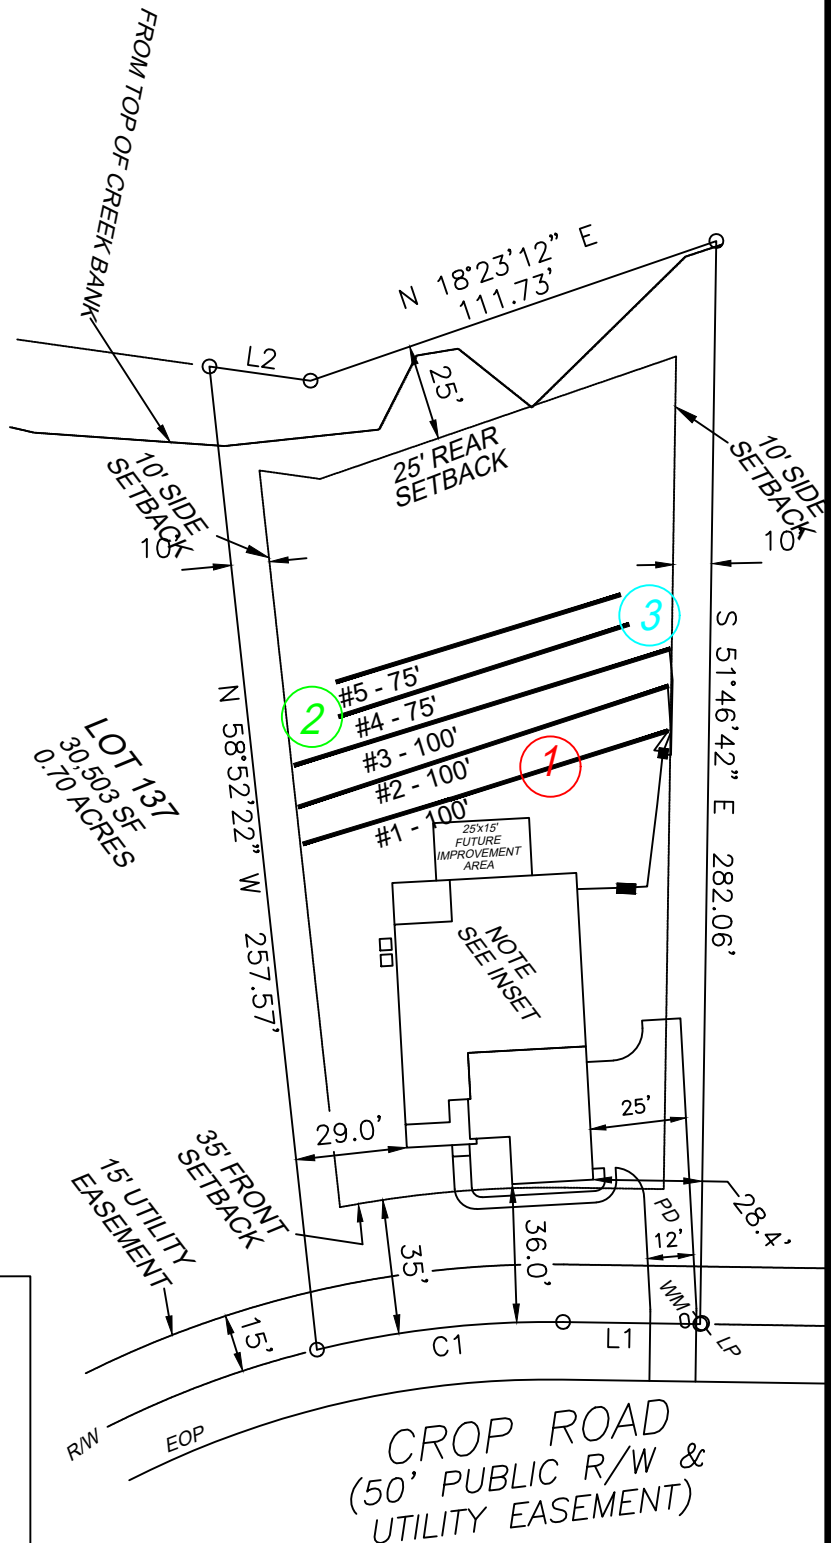 FROM TOP OF CREEK BANK
N 18°23'12" E
111.73'
L2
25'
25' REAR
SETBACK
10' SIDE
SETBACK
10'
10' SIDE
SETBACK
10'
3
#5 - 75'
2
#4 - 75'
#3 - 100'
#2 - 100'
1
#1 - 100'
S 51°46'42" E 282.06'
N 58°52'22" W 257.57'
LOT 137
30,503 SF
0.70 ACRES
25'x15'
FUTURE
IMPROVEMENT
AREA
NOTE
SEE INSET
25'
29.0'
35' FRONT
SETBACK
15' UTILITY
EASEMENT
28.4'
PD
12'
35'
36.0'
15'
WM
LP
C1
L1
R/W
EOP
CROP ROAD
(50' PUBLIC R/W &
UTILITY EASEMENT)